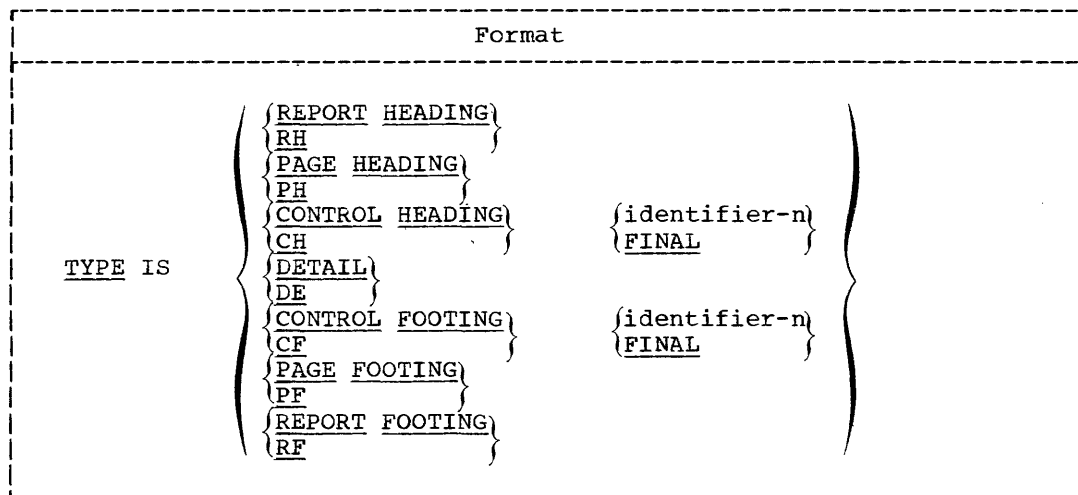 Format
REPORT HEADING
RH
PAGE HEADING
PH
CONTROL HEADING identifier-n
CH FINAL
TYPE IS DETAIL
DE
CONTROL FOOTING identifier-n
CF FINAL
PAGE FOOTING
PF
REPORT FOOTING
RF